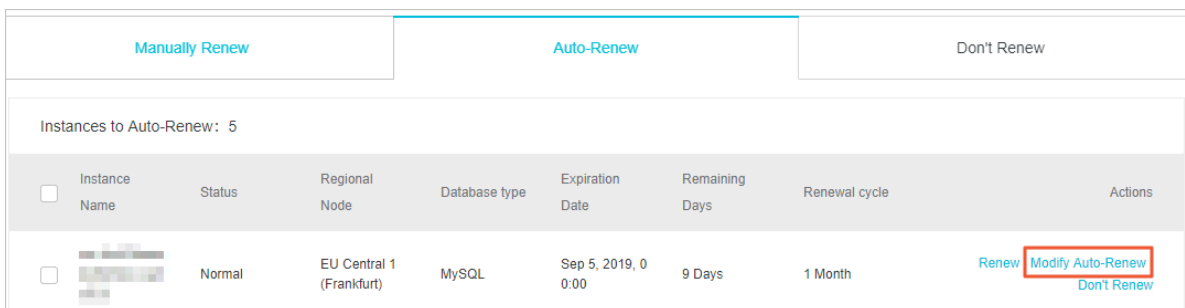 Manually Renew
Auto-Renew
Don't Renew
Instances to Auto-Renew: 5
Instance
Name
Status
Regional
Node
Database type
Expiration
Date
Remaining
Days
Renewal cycle
Actions
Normal
EU Central 1
(Frankfurt)
MySQL
Sep 5, 2019, 0
0:00
9 Days
1 Month
Renew
Modify Auto-Renew
Don't Renew